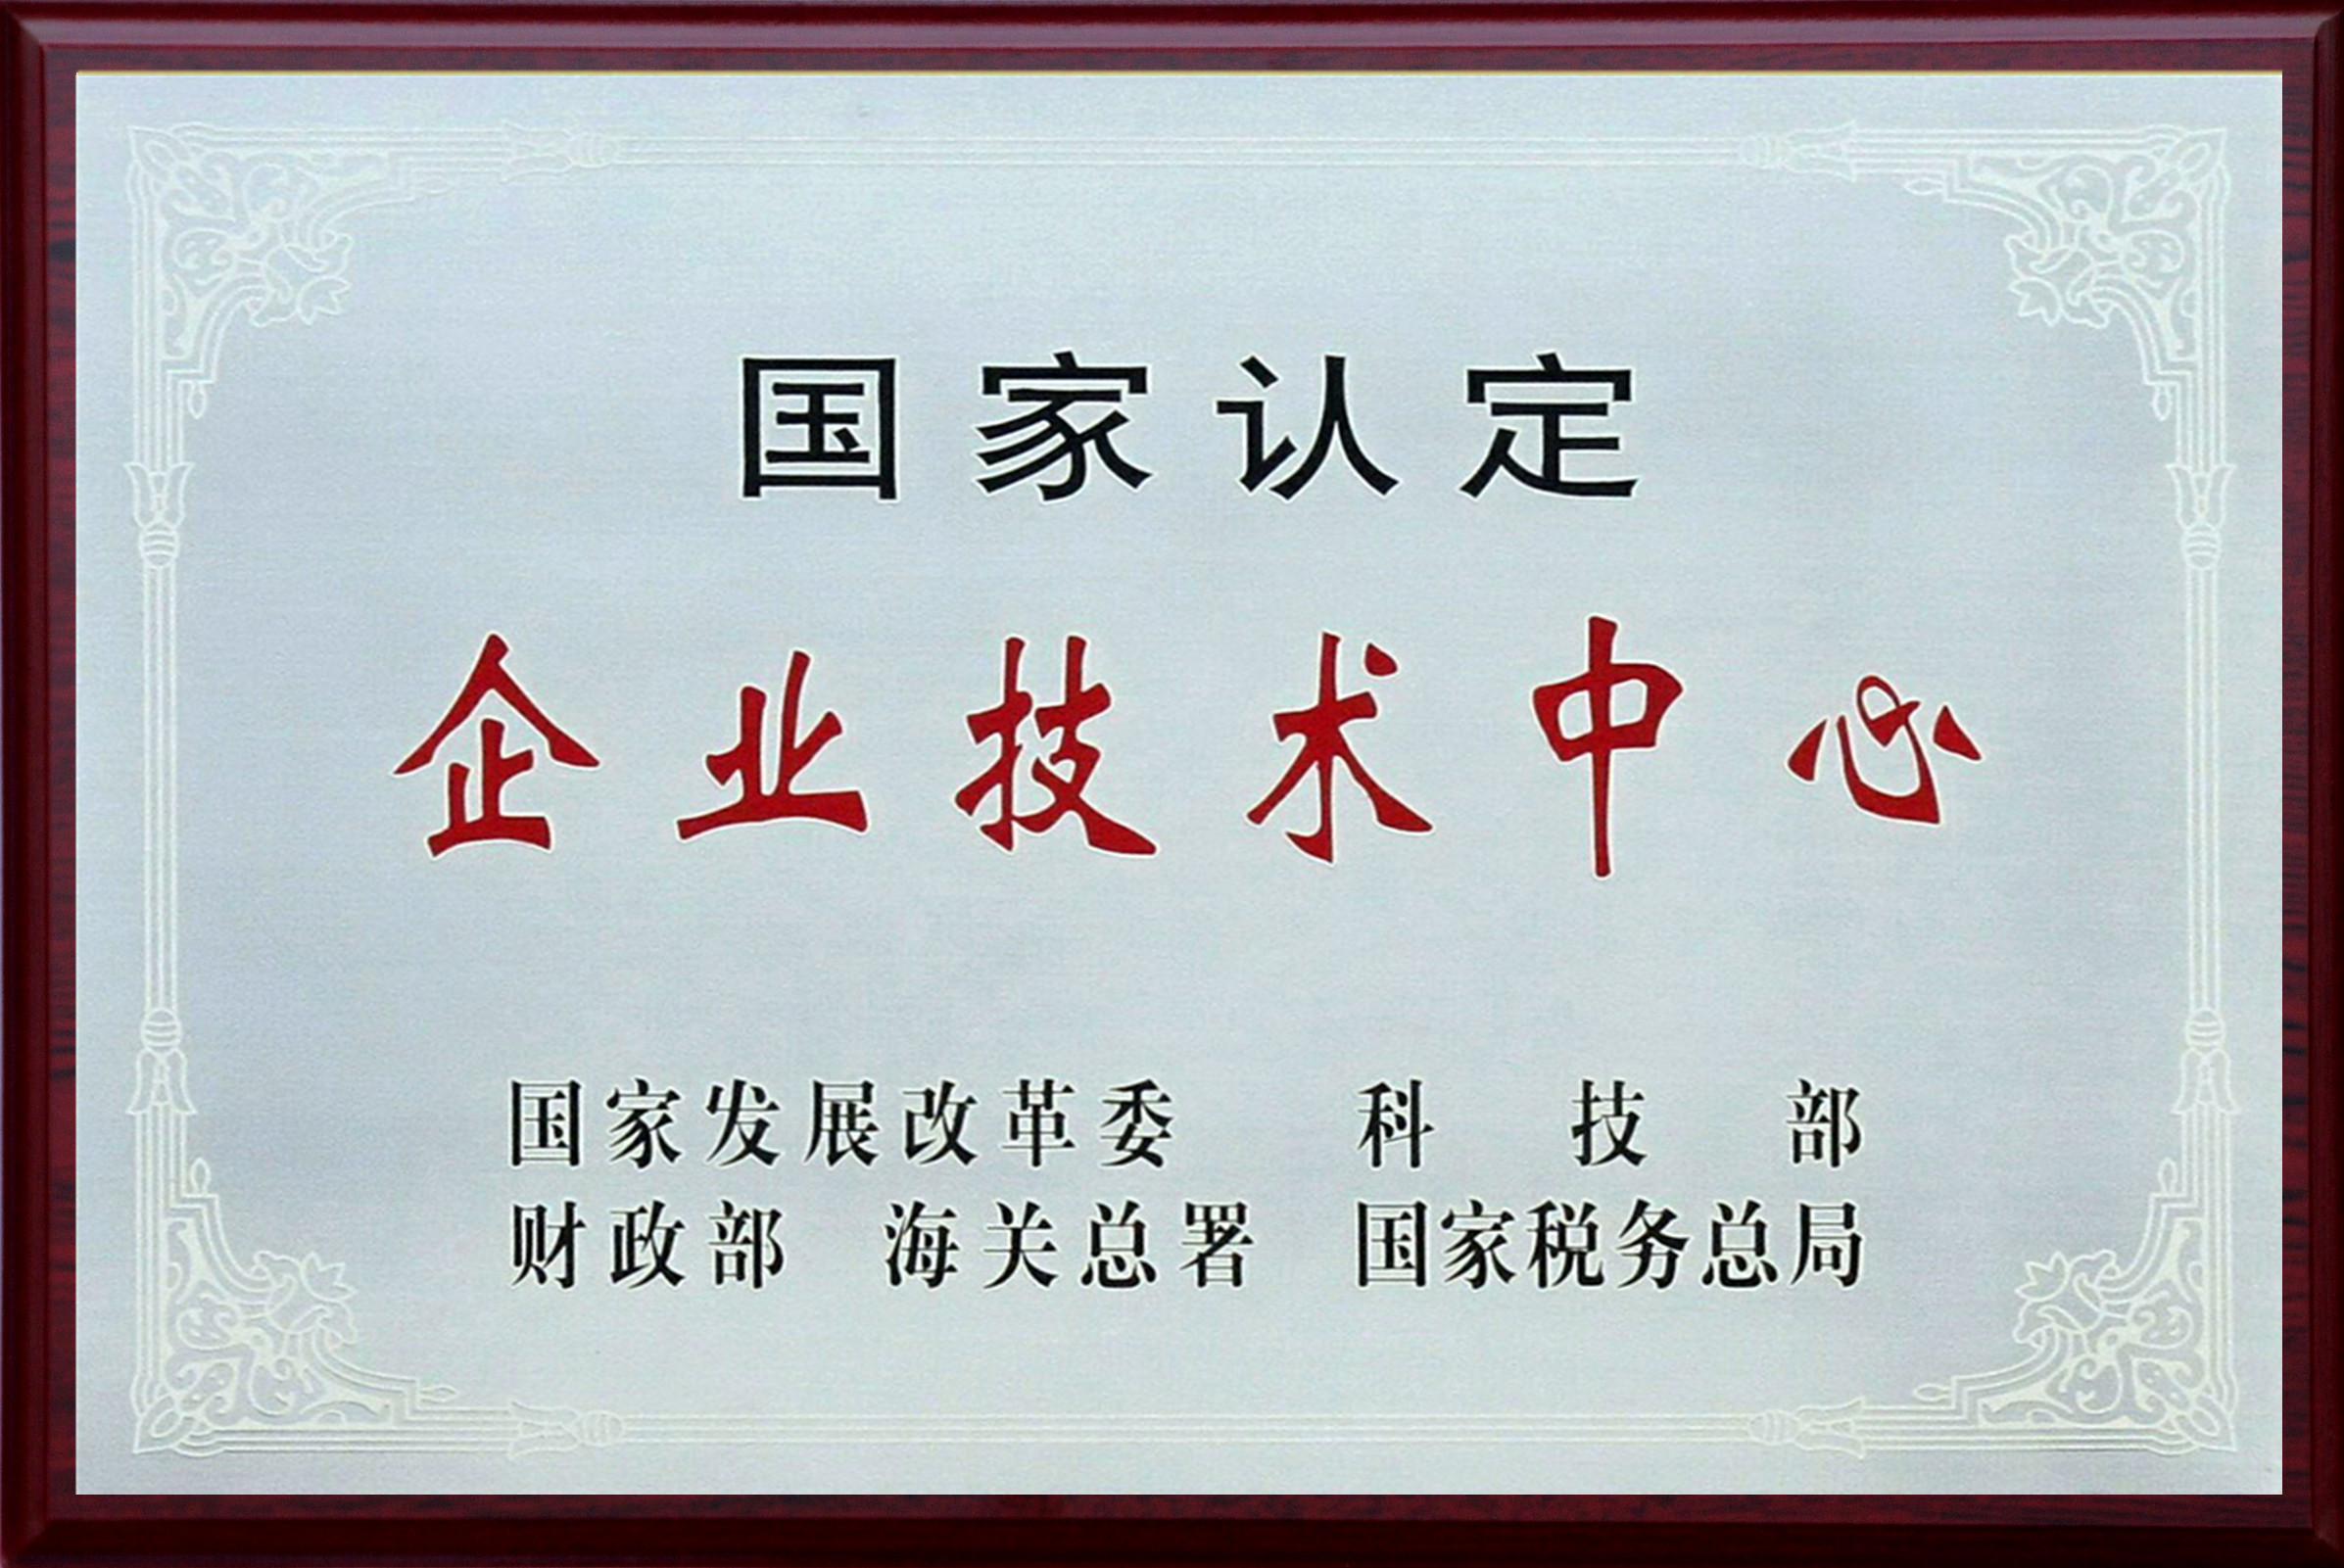 国家认定
企业技术中心
国家发展改革委 科技部
财政部 海关总署 国家税务总局